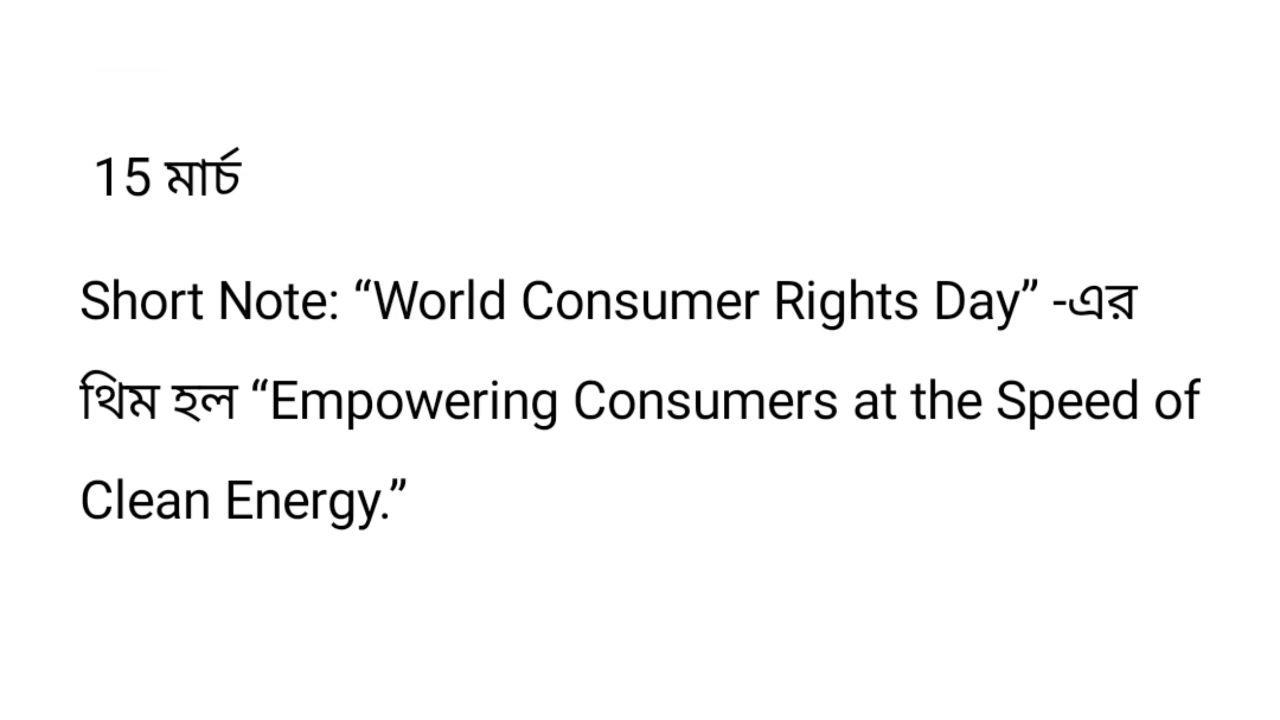 15 মার্চ
Short Note: “World Consumer Rights Day” -এর
থিম হল “Empowering Consumers at the Speed of
Clean Energy.”